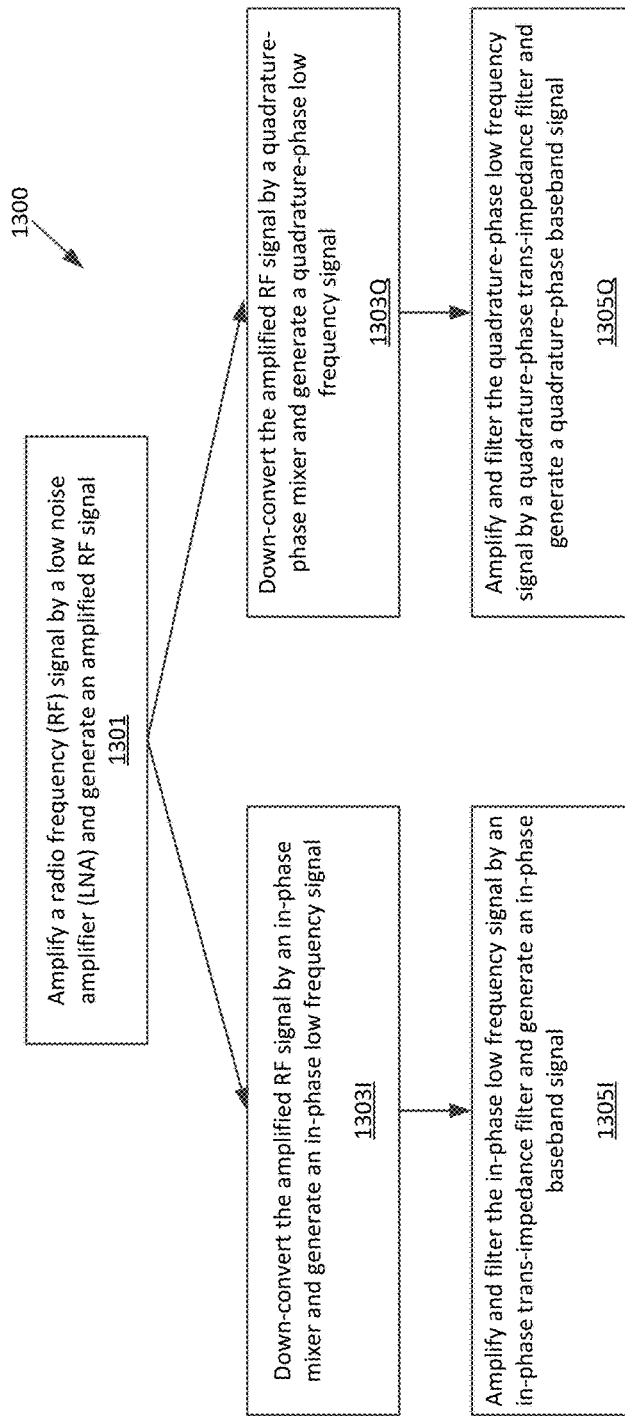 1300
Amplify a radio frequency (RF) signal by a low noise
amplifier (LNA) and generate an amplified RF signal
1301
Down-convert the amplified RF signal by an in-phase
mixer and generate an in-phase low frequency signal
1303I
Down-convert the amplified RF signal by a quadrature-
phase mixer and generate a quadrature-phase low
frequency signal
1303Q
Amplify and filter the in-phase low frequency signal by an
in-phase trans-impedance filter and generate an in-phase
baseband signal
1305I
Amplify and filter the quadrature-phase low frequency
signal by a quadrature-phase trans-impedance filter and
generate a quadrature-phase baseband signal
1305Q